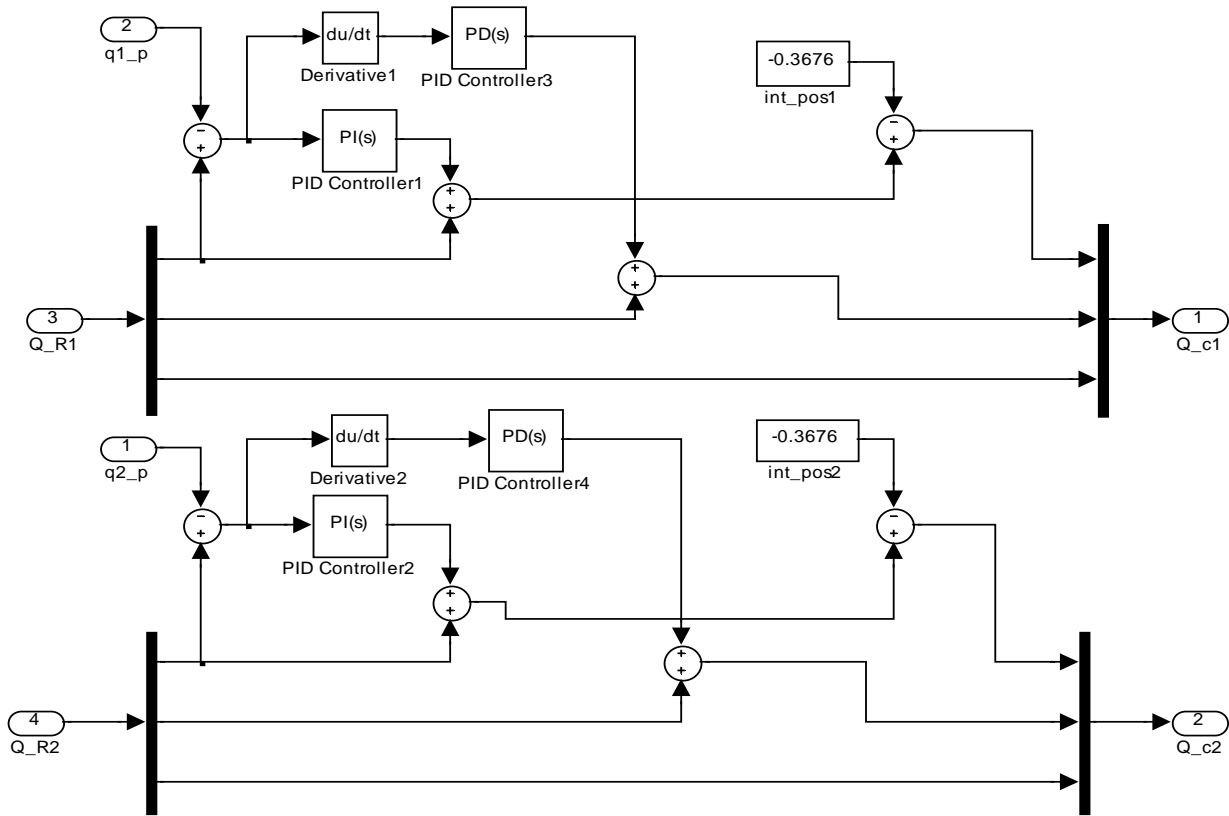 2
q1_p
du/dt
Derivative1
PD(s)
PID Controller3
-0.3676
int_pos1
−
+
PI(s)
PID Controller1
−
+
+
+
+
+
3
Q_R1
1
Q_c1
1
q2_p
du/dt
Derivative2
PD(s)
PID Controller4
-0.3676
int_pos2
−
+
PI(s)
PID Controller2
−
+
+
+
+
+
4
Q_R2
2
Q_c2